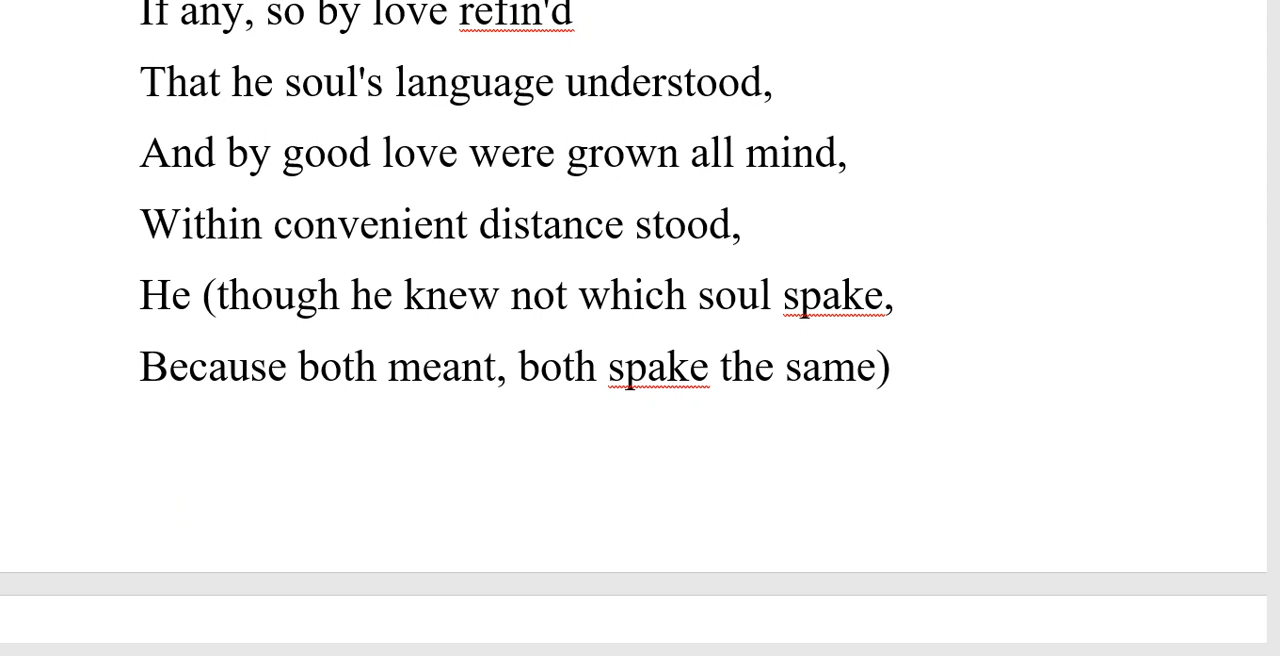 If any, so by love refin'd
That he soul's language understood,
And by good love were grown all mind,
Within convenient distance stood,
He (though he knew not which soul spake,
Because both meant, both spake the same)